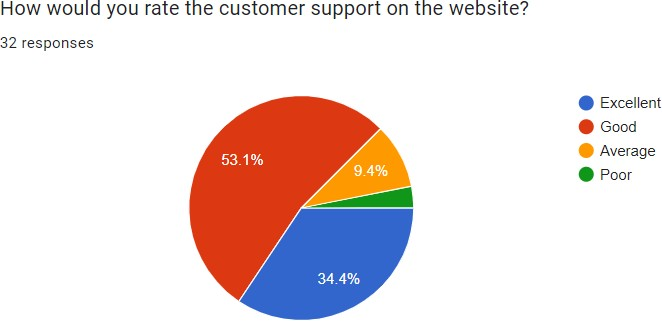 How would you rate the customer support on the website?
32 responses
Excellent
Good
Average
Poor
53.1%
9.4%
34.4%